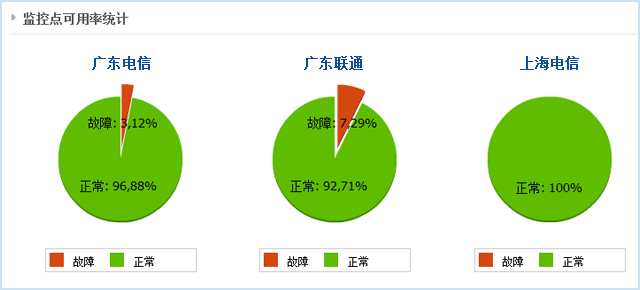 监控点可用率统计
广东电信
广东联通
上海电信
故障: 3,12%
正常: 96,88%
故障: 7,29%
正常: 92,71%
正常: 100%
故障 正常
故障 正常
故障 正常